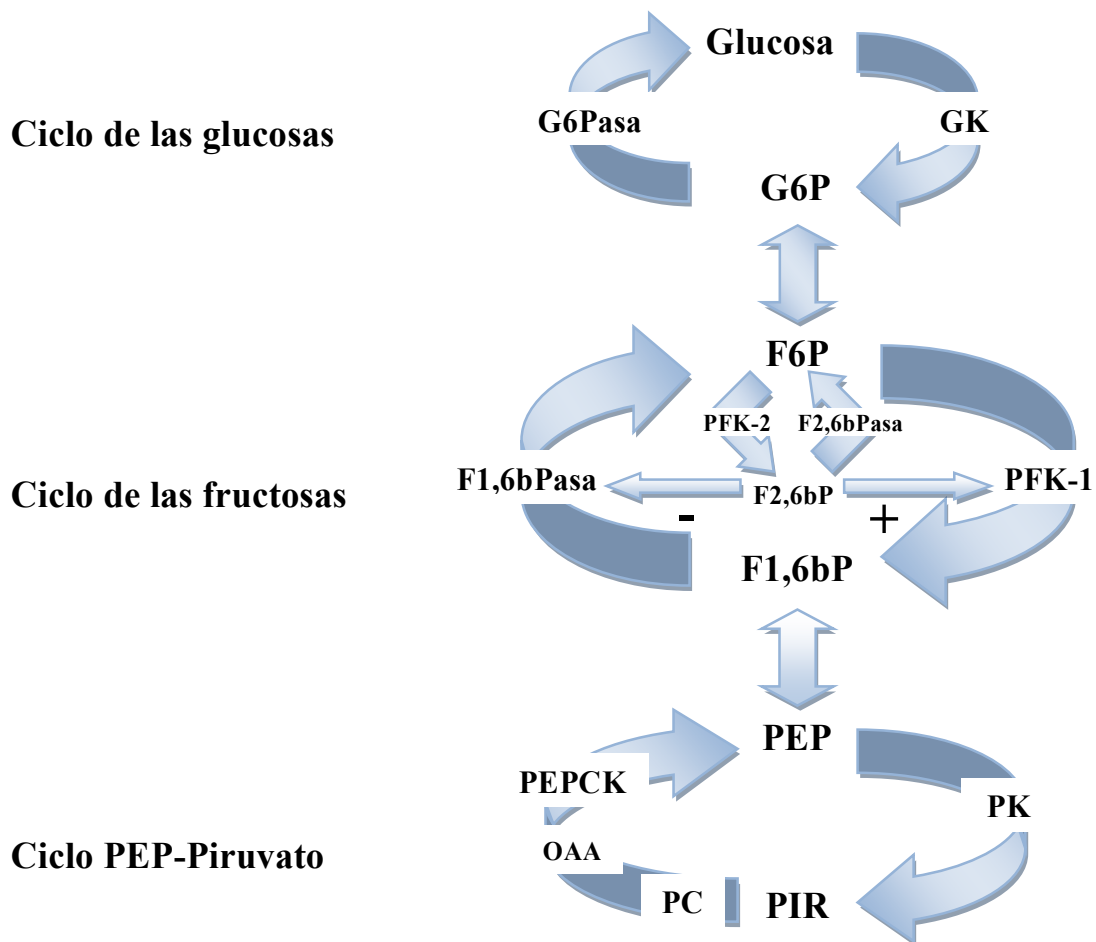 Glucosa
Ciclo de las glucosas
G6Pasa
GK
G6P
F6P
PFK-2
F2,6bPasa
Ciclo de las fructosas
F1,6bPasa
F2,6bP
PFK-1
-
+
F1,6bP
PEP
PEPCK
PK
Ciclo PEP-Piruvato
OAA
PC
PIR